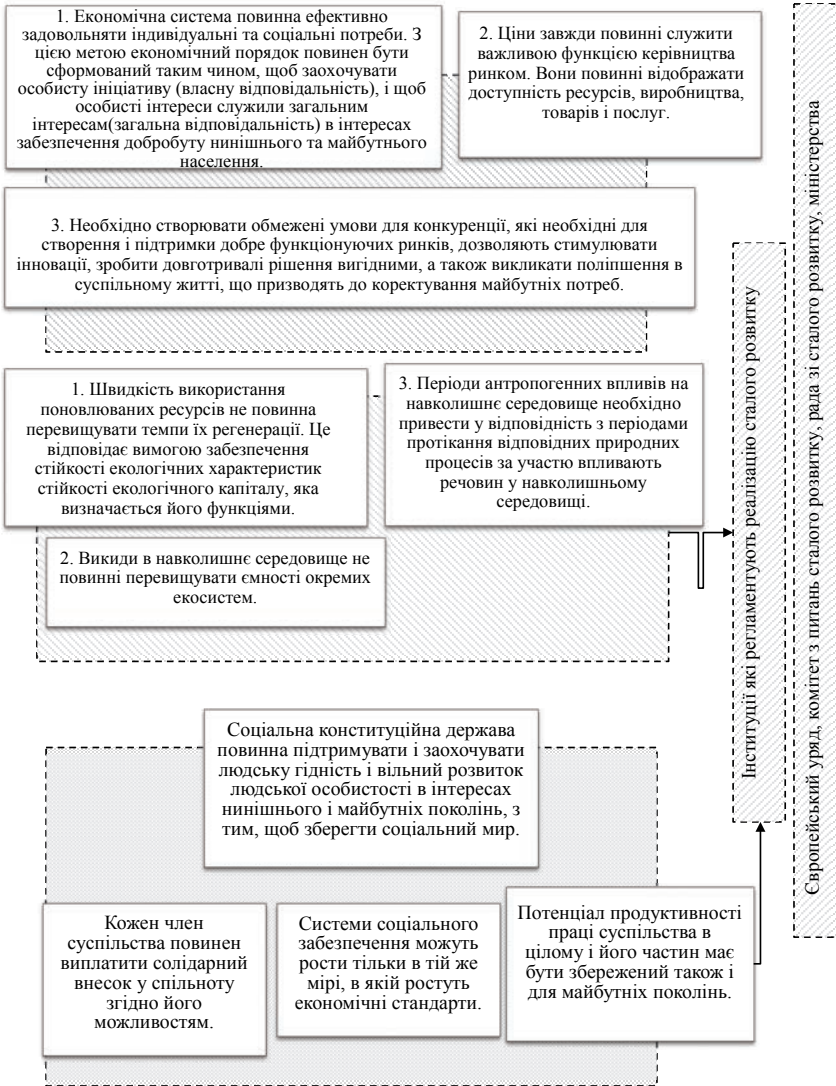 1. Економічна система повинна ефективно
задовольняти індивідуальні та соціальні потреби. З
цією метою економічний порядок повинен бути
сформований таким чином, щоб заохочувати
особисту ініціативу (власну відповідальність), і щоб
особисті інтереси служили загальним
інтересам(загальна відповідальність) в інтересах
забезпечення добробуту нинішнього та майбутнього
населення.
2. Ціни завжди повинні служити
важливою функцією керівництва
ринком. Вони повинні відображати
доступність ресурсів, виробництва,
товарів і послуг.
3. Необхідно створювати обмежені умови для конкуренції, які необхідні для
створення і підтримки добре функціонуючих ринків, дозволяють стимулювати
інновації, зробити довготривалі рішення вигідними, а також викликати поліпшення в
суспільному житті, що призводять до коректування майбутніх потреб.
1. Швидкість використання
поновлюваних ресурсів не повинна
перевищувати темпи їх регенерації. Це
відповідає вимогою забезпечення
стійкості екологічних характеристик
стійкості екологічного капіталу, яка
визначається його функціями.
3. Періоди антропогенних впливів на
навколишнє середовище необхідно
привести у відповідність з періодами
протікання відповідних природних
процесів за участю впливають
речовин у навколишньому
середовищі.
2. Викиди в навколишнє середовище не
повинні перевищувати ємності окремих
екосистем.
Соціальна конституційна держава
повинна підтримувати і заохочувати
людську гідність і вільний розвиток
людської особистості в інтересах
нинішнього і майбутніх поколінь, з
тим, щоб зберегти соціальний мир.
Кожен член
суспільства повинен
виплатити солідарний
внесок у спільноту
згідно його
можливостям.
Системи соціального
забезпечення можуть
рости тільки в тій же
мірі, в якій ростуть
економічні стандарти.
Потенціал продуктивності
праці суспільства в
цілому і його частин має
бути збережений також і
для майбутніх поколінь.
Інституції які регламентують реалізацію сталого розвитку
Європейський уряд, комітет з питань сталого розвитку, рада зі сталого розвитку, міністерства